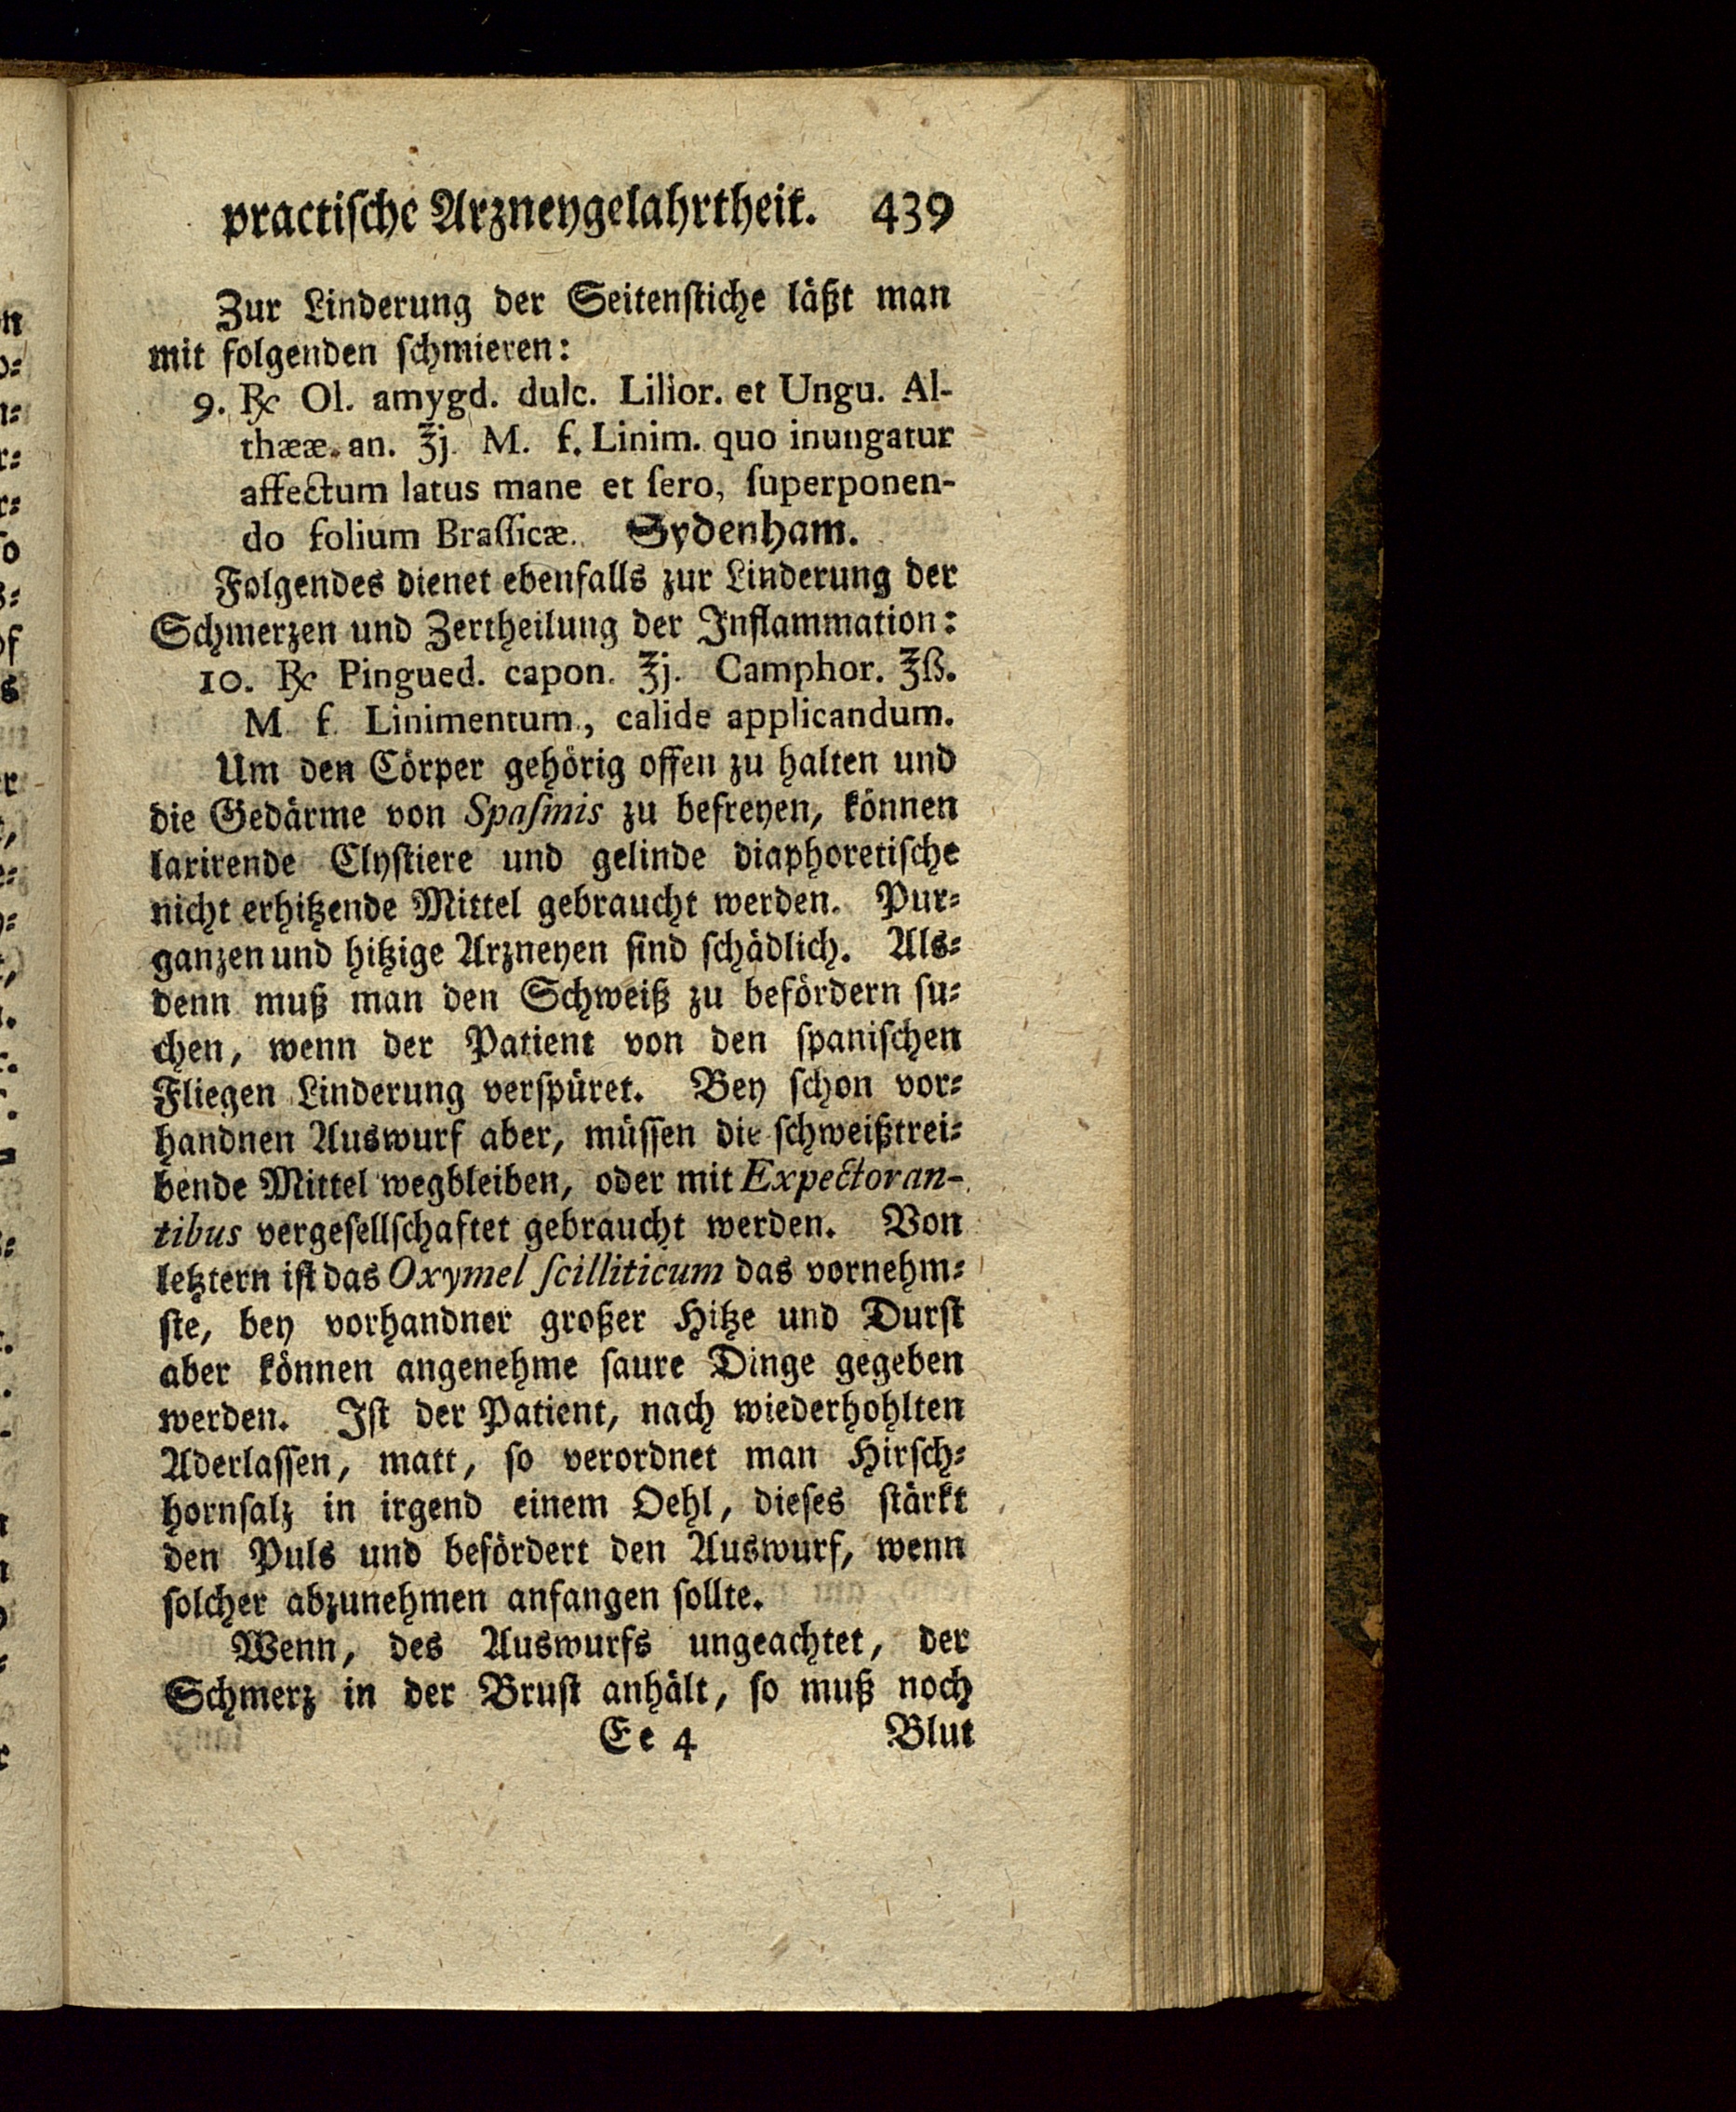 practiſche Arzneygelahrtheit. 439
Zur Linderung der Seitenſtiche läßt man
mit folgenden ſchmieren:
9. ℞ Ol. amygd. dulc. Lilior. et Ungu. Al-
thææ. an. ℥j. M. f. Linim. quo inungatur
affectum latus mane et ſero, ſuperponen-
do folium Braſſicæ. Sydenham.
Folgendes dienet ebenfalls zur Linderung der
Schmerzen und Zertheilung der Inflammation:
10. ℞ Pingued. capon. ℥j. Camphor. ℥ß.
M. f. Linimentum, calide applicandum.
Um den Cörper gehörig offen zu halten und
die Gedärme von Spaſmis zu befreyen, können
laxirende Clyſtiere und gelinde diaphoretiſche
nicht erhitzende Mittel gebraucht werden. Pur⸗
ganzen und hitzige Arzneyen ſind ſchädlich. Als⸗
denn muß man den Schweiß zu befördern ſu⸗
chen, wenn der Patient von den ſpaniſchen
Fliegen Linderung verſpüret. Bey ſchon vor⸗
handnen Auswurf aber, müſſen die ſchweißtrei⸗
bende Mittel wegbleiben, oder mit Expectoran-
tibus vergeſellſchaftet gebraucht werden. Von
letztern iſt das Oxymel ſcilliticum das vornehm⸗
ſte, bey vorhandner großer Hitze und Durſt
aber können angenehme ſaure Dinge gegeben
werden. Iſt der Patient, nach wiederhohlten
Aderlaſſen, matt, ſo verordnet man Hirſch⸗
hornſalz in irgend einem Oehl, dieſes ſtärkt
den Puls und befördert den Auswurf, wenn
ſolcher abzunehmen anfangen ſollte.
Wenn, des Auswurfs ungeachtet, der
Schmerz in der Bruſt anhält, ſo muß noch
Ee 4 Blut